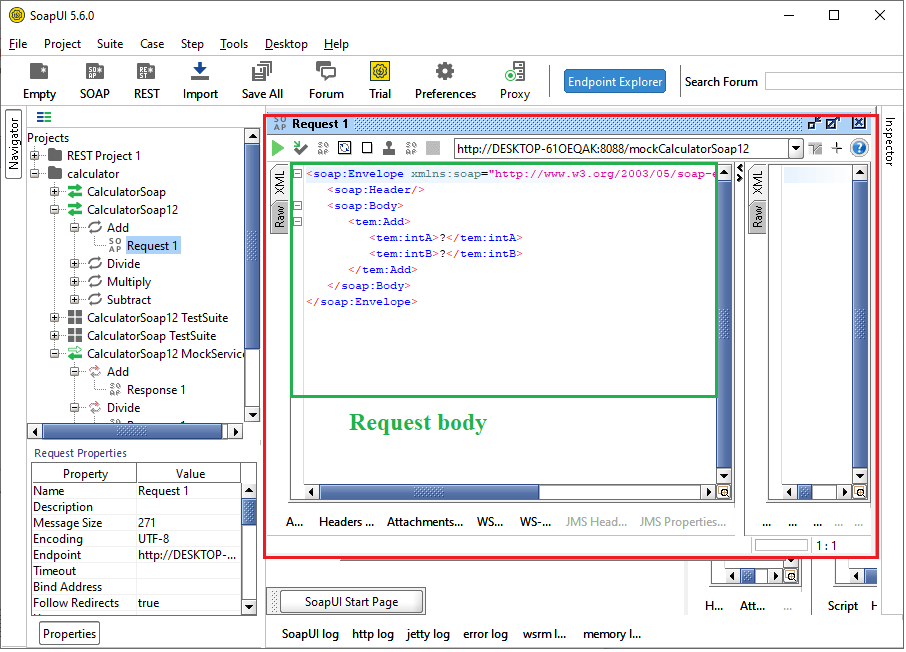 SoapUI 5.6.0
File Project Suite Case Step Tools Desktop Help
Empty SOAP REST Import Save All Forum Trial Preferences Proxy Endpoint Explorer Search Forum
Navigator
Projects
REST Project 1
calculator
CalculatorSoap
CalculatorSoap12
Add
Request 1
Divide
Multiply
Subtract
CalculatorSoap12 TestSuite
CalculatorSoap TestSuite
CalculatorSoap12 MockServic
Add
Response 1
Divide
Request Properties
Property Value
Name Request 1
Description
Message Size 271
Encoding UTF-8
Endpoint http://DESKTOP-...
Timeout
Bind Address
Follow Redirects true
Properties
Request 1
http://DESKTOP-61OEQAK:8088/mockCalculatorSoap12
XML
Raw
<soap:Envelope xmlns:soap="http://www.w3.org/2003/05/soap-e
<soap:Header/>
<soap:Body>
<tem:Add>
<tem:intA>?</tem:intA>
<tem:intB>?</tem:intB>
</tem:Add>
</soap:Body>
</soap:Envelope>
Request body
A... Headers ... Attachments... WS... WS-... JMS Head... JMS Properties...
XML
Raw
... ... ... ... ...
1 : 1
Inspector
H... Att... ... Script H
SoapUI Start Page
SoapUI log http log jetty log error log wsrm l... memory l...